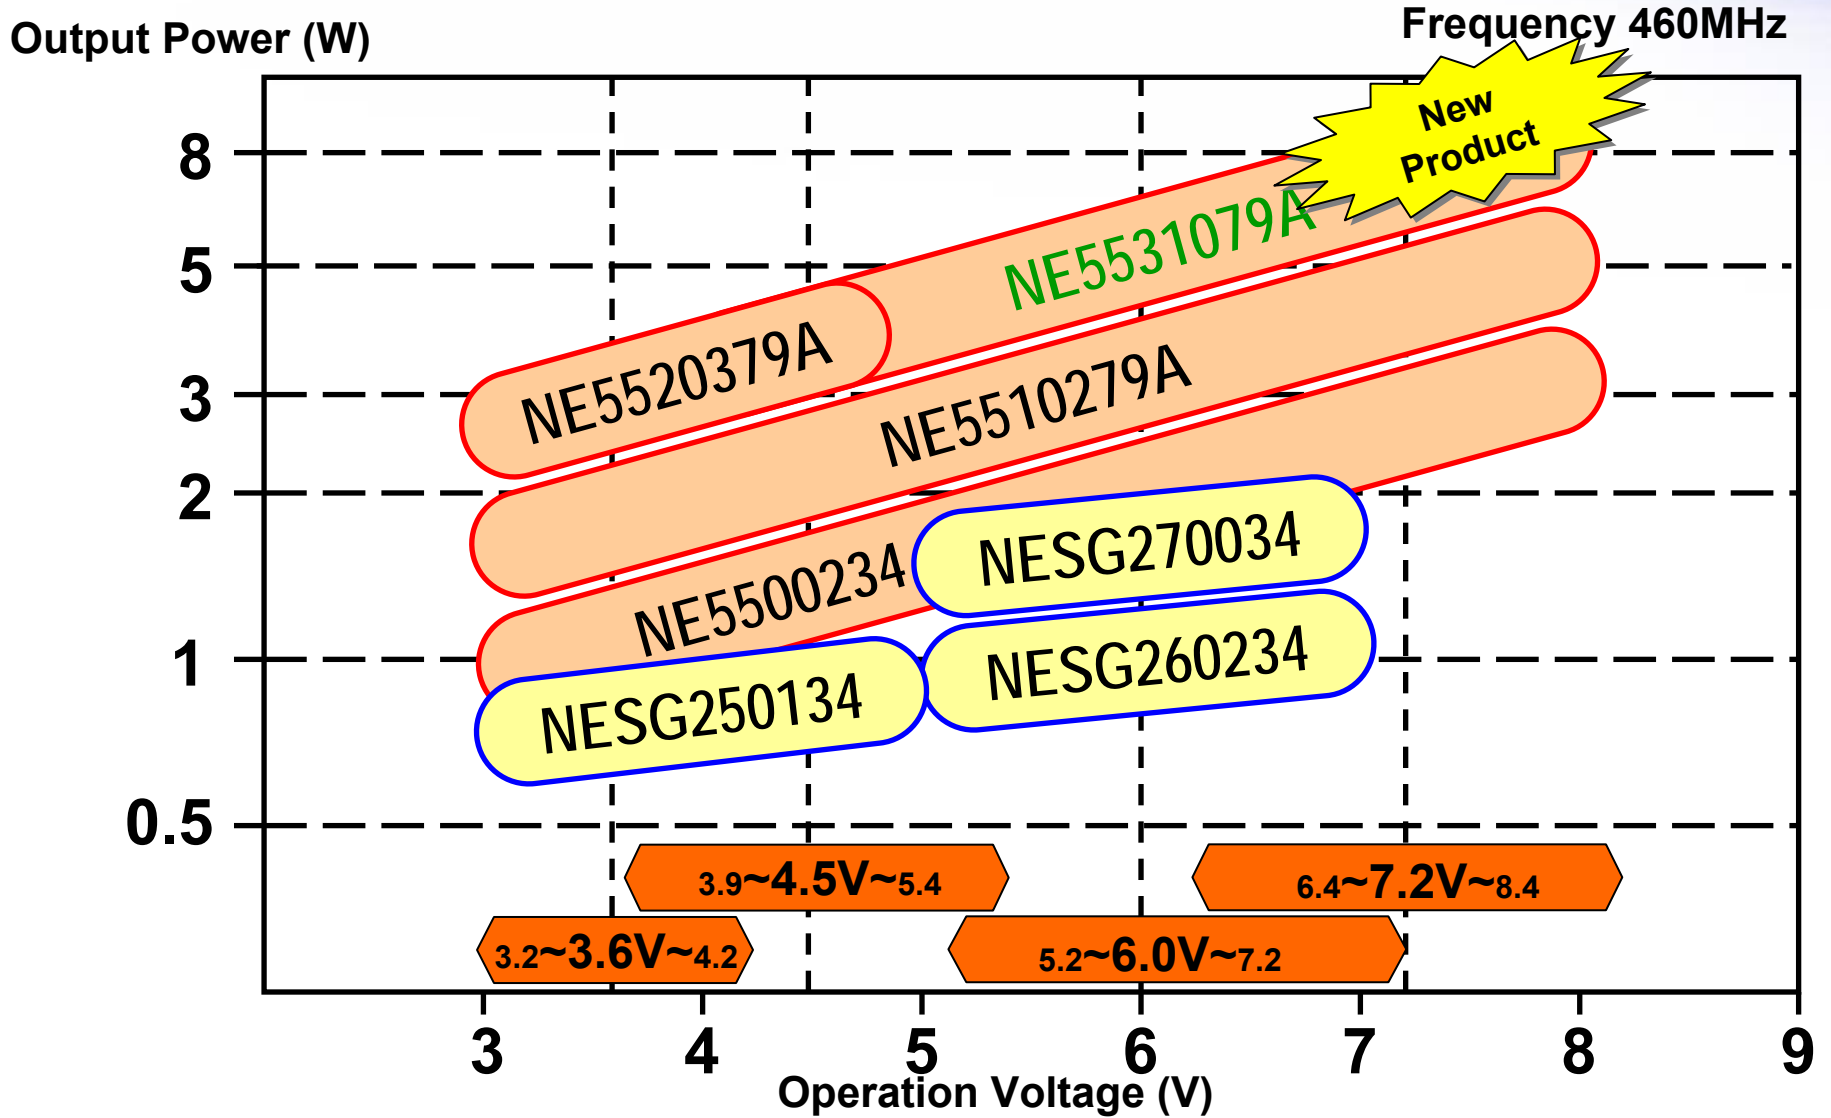 Output Power (W)
Frequency 460MHz
New
Product
8
5
3
2
1
0.5
NE5531079A
NE5520379A
NE5510279A
NE5500234
NESG270034
NESG260234
NESG250134
3.9~4.5V~5.4
6.4~7.2V~8.4
3.2~3.6V~4.2
5.2~6.0V~7.2
3 4 5 6 7 8 9
Operation Voltage (V)